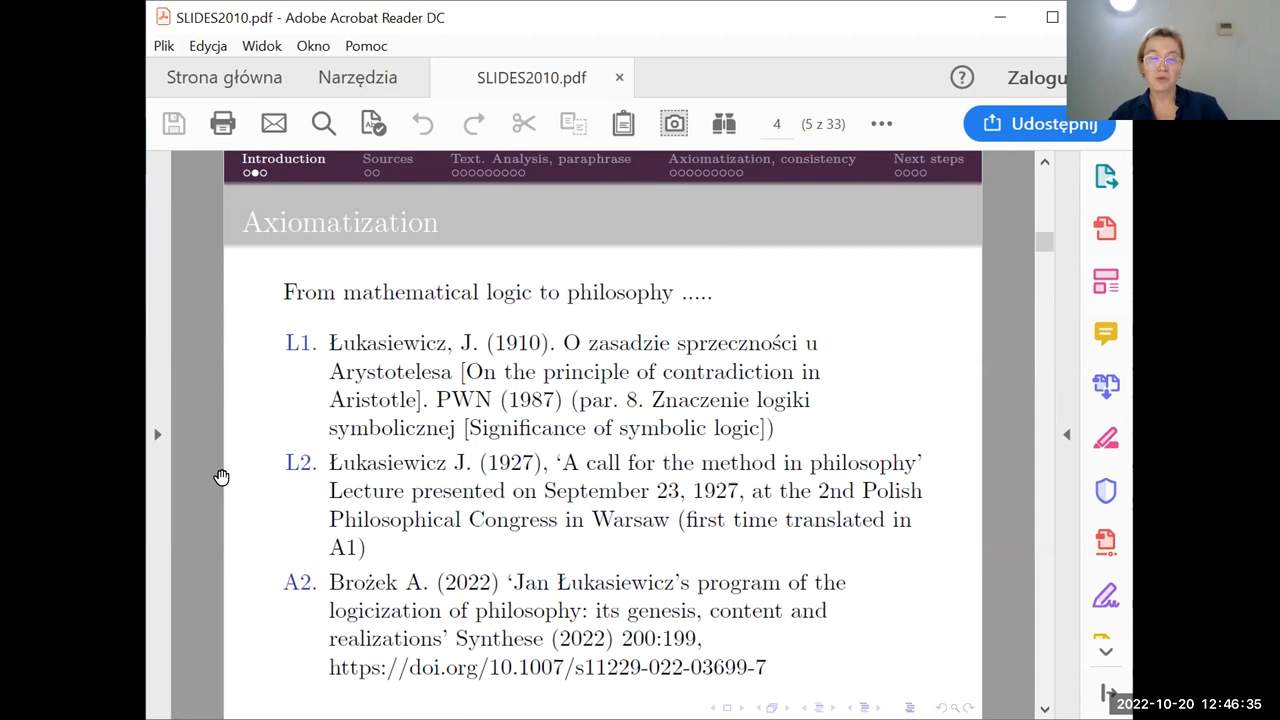 SLIDES2010.pdf - Adobe Acrobat Reader DC
Plik Edycja Widok Okno Pomoc
Strona główna Narzędzia SLIDES2010.pdf × ? Zalogu
4 (5 z 33) ••• Udostępnij
Introduction Sources Text. Analysis, paraphrase Axiomatization, consistency Next steps
Axiomatization
From mathematical logic to philosophy .....
L1. Łukasiewicz, J. (1910). O zasadzie sprzeczności u
Arystotelesa [On the principle of contradiction in
Aristotle]. PWN (1987) (par. 8. Znaczenie logiki
symbolicznej [Significance of symbolic logic])
L2. Łukasiewicz J. (1927), ‘A call for the method in philosophy’
Lecture presented on September 23, 1927, at the 2nd Polish
Philosophical Congress in Warsaw (first time translated in
A1)
A2. Brożek A. (2022) ‘Jan Łukasiewicz’s program of the
logicization of philosophy: its genesis, content and
realizations’ Synthese (2022) 200:199,
https://doi.org/10.1007/s11229-022-03699-7
2022-10-20 12:46:35